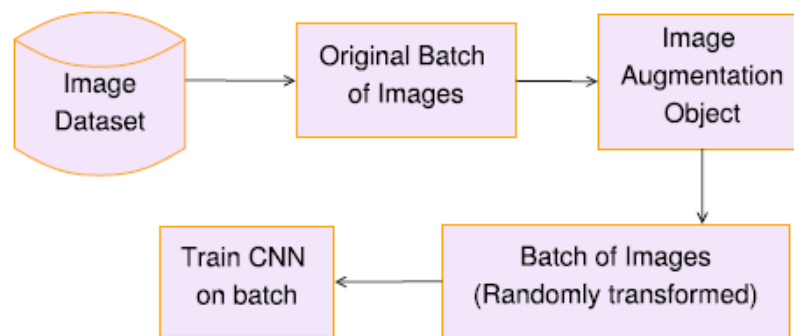 Image
Dataset
Original Batch
of Images
Image
Augmentation
Object
Batch of Images
(Randomly transformed)
Train CNN
on batch